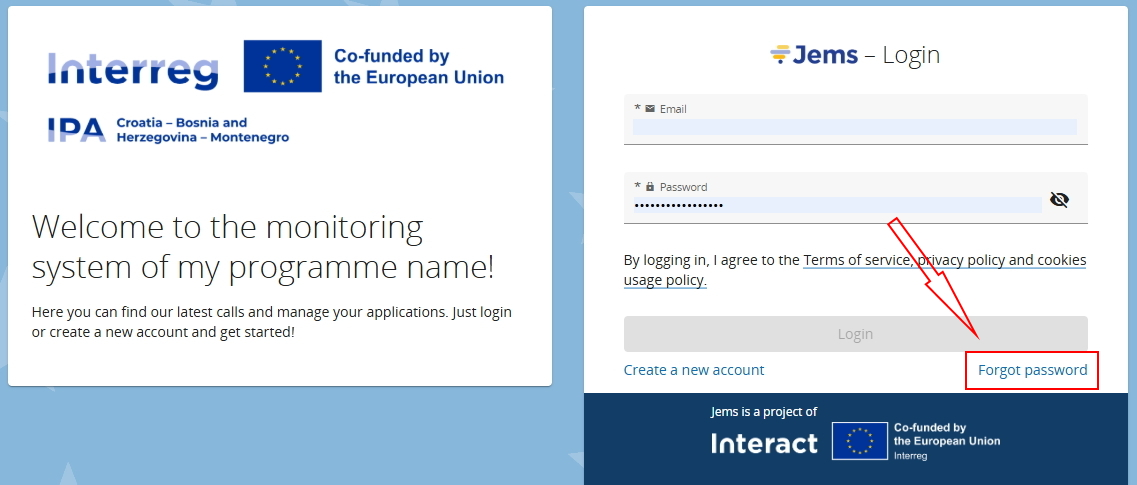 Interreg
Co-funded by
the European Union
IPA
Croatia – Bosnia and
Herzegovina – Montenegro
Welcome to the monitoring
system of my programme name!
Here you can find our latest calls and manage your applications. Just login
or create a new account and get started!
Jems – Login
* Email
* Password
•••••••••••••••••
By logging in, I agree to the Terms of service, privacy policy and cookies
usage policy.
Login
Create a new account
Forgot password
Jems is a project of
Interact
Co-funded by
the European Union
Interreg